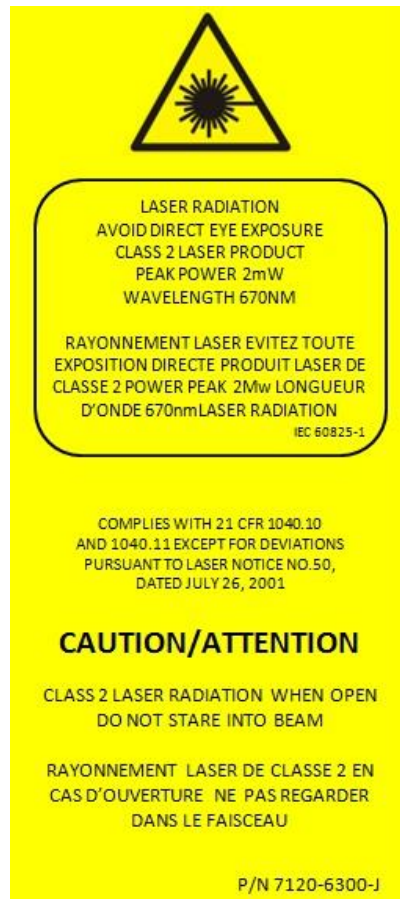 LASER RADIATION
AVOID DIRECT EYE EXPOSURE
CLASS 2 LASER PRODUCT
PEAK POWER 2mW
WAVELENGTH 670NM
RAYONNEMENT LASER EVITEZ TOUTE
EXPOSITION DIRECTE PRODUIT LASER DE
CLASSE 2 POWER PEAK 2Mw LONGUEUR
D'ONDE 670nmLASER RADIATION
IEC 60825-1
COMPLIES WITH 21 CFR 1040.10
AND 1040.11 EXCEPT FOR DEVIATIONS
PURSUANT TO LASER NOTICE NO.50,
DATED JULY 26, 2001
CAUTION/ATTENTION
CLASS 2 LASER RADIATION WHEN OPEN
DO NOT STARE INTO BEAM
RAYONNEMENT LASER DE CLASSE 2 EN
CAS D'OUVERTURE NE PAS REGARDER
DANS LE FAISCEAU
P/N 7120-6300-J